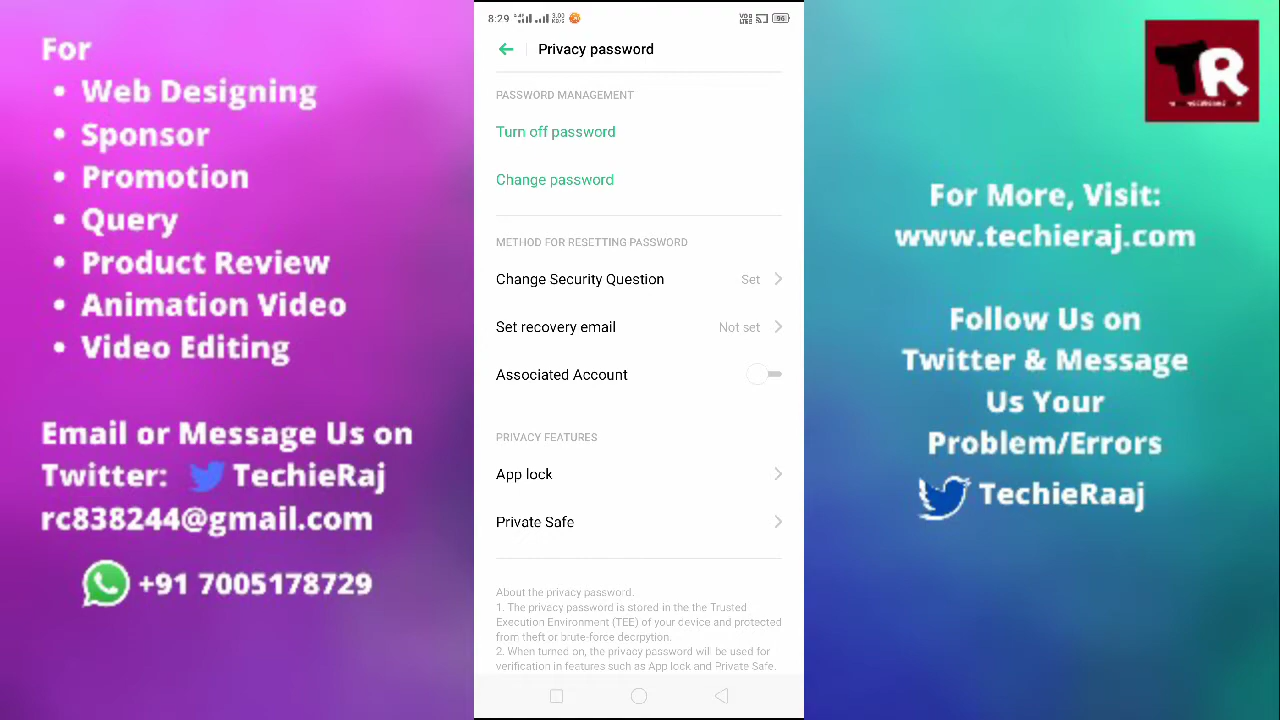 For
• Web Designing
• Sponsor
• Promotion
• Query
• Product Review
• Animation Video
• Video Editing
Email or Message Us on
Twitter: TechieRaj
rc838244@gmail.com
+91 7005178729
8:29
VoD LTE
96
Privacy password
PASSWORD MANAGEMENT
Turn off password
Change password
METHOD FOR RESETTING PASSWORD
Change Security Question Set
Set recovery email Not set
Associated Account
PRIVACY FEATURES
App lock
Private Safe
About the privacy password.
1. The privacy password is stored in the the Trusted
Execution Environment (TEE) of your device and protected
from theft or brute-force decrpytion.
2. When turned on, the privacy password will be used for
verification in features such as App lock and Private Safe.
TR
For More, Visit:
www.techieraj.com
Follow Us on
Twitter & Message
Us Your
Problem/Errors
TechieRaaj